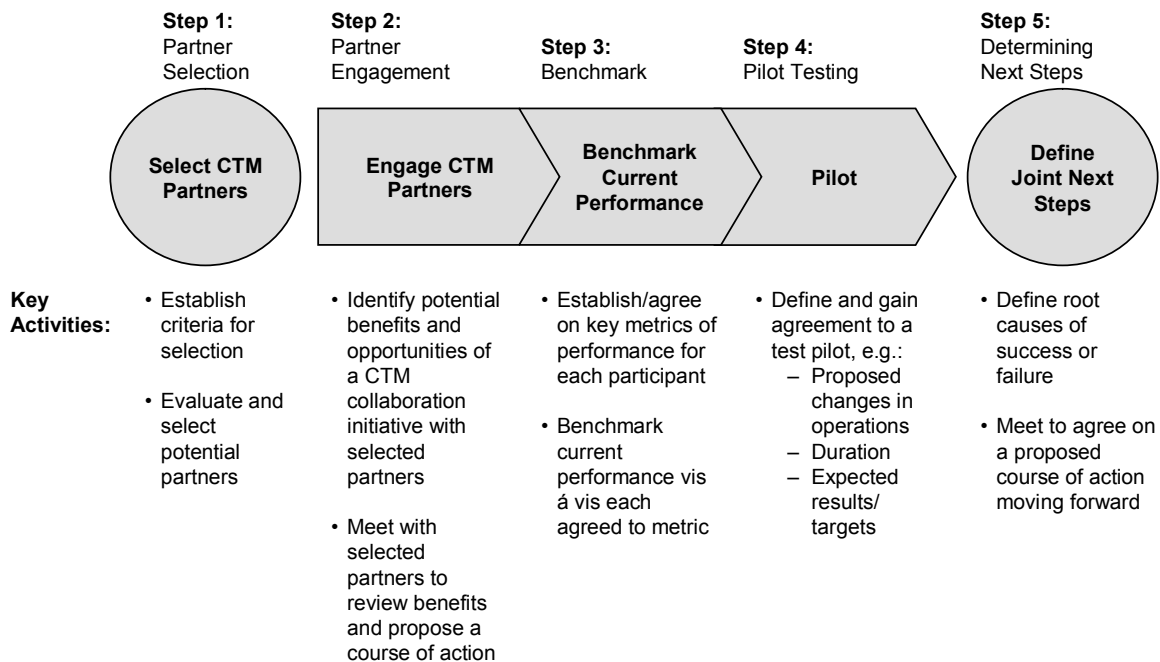 Step 1:
Partner
Selection
Step 2:
Partner
Engagement
Step 3:
Benchmark
Step 4:
Pilot Testing
Step 5:
Determining
Next Steps
Select CTM
Partners
Engage CTM
Partners
Benchmark
Current
Performance
Pilot
Define
Joint Next
Steps
Key
Activities:
• Establish
criteria for
selection
• Evaluate and
select
potential
partners
• Identify potential
benefits and
opportunities of
a CTM
collaboration
initiative with
selected
partners
• Meet with
selected
partners to
review benefits
and propose a
course of action
• Establish/agree
on key metrics of
performance for
each participant
• Benchmark
current
performance vis
á vis each
agreed to metric
• Define and gain
agreement to a
test pilot, e.g.:
– Proposed
changes in
operations
– Duration
– Expected
results/
targets
• Define root
causes of
success or
failure
• Meet to agree on
a proposed
course of action
moving forward